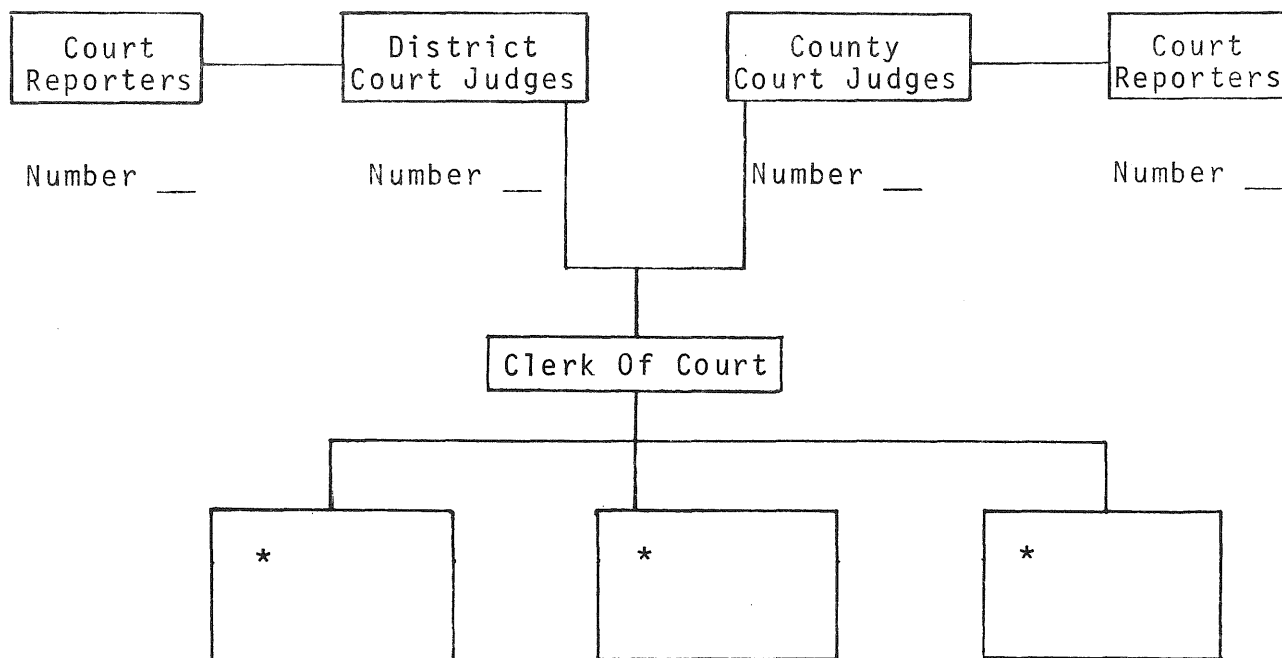 Court Reporters
District Court Judges
County Court Judges
Court Reporters
Number __
Number __
Number __
Number __
Clerk Of Court
*
*
*